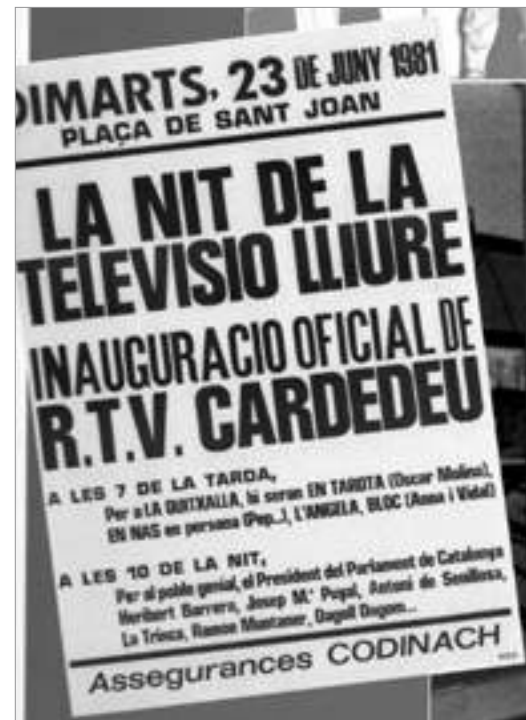 DIMARTS, 23 DE JUNY 1981
PLAÇA DE SANT JOAN
LA NIT DE LA
TELEVISIO LLIURE
INAUGURACIO OFICIAL DE
R.T.V. CARDEDEU
A LES 7 DE LA TARDA,
Per a LA QUITXALLA, hi seran EN TAROTA (Oscar Molina),
EN NAS en persona (Pep...), L'ANGELA, BLOC (Anna i Vidal)
A LES 10 DE LA NIT,
Per al poble genial, el President del Parlament de Catalunya
Heribert Barrera, Josep M.ª Pujal, Antoni de Senillosa,
La Trinca, Ramon Muntaner, Dagoll Dagom...
Assegurances CODINACH